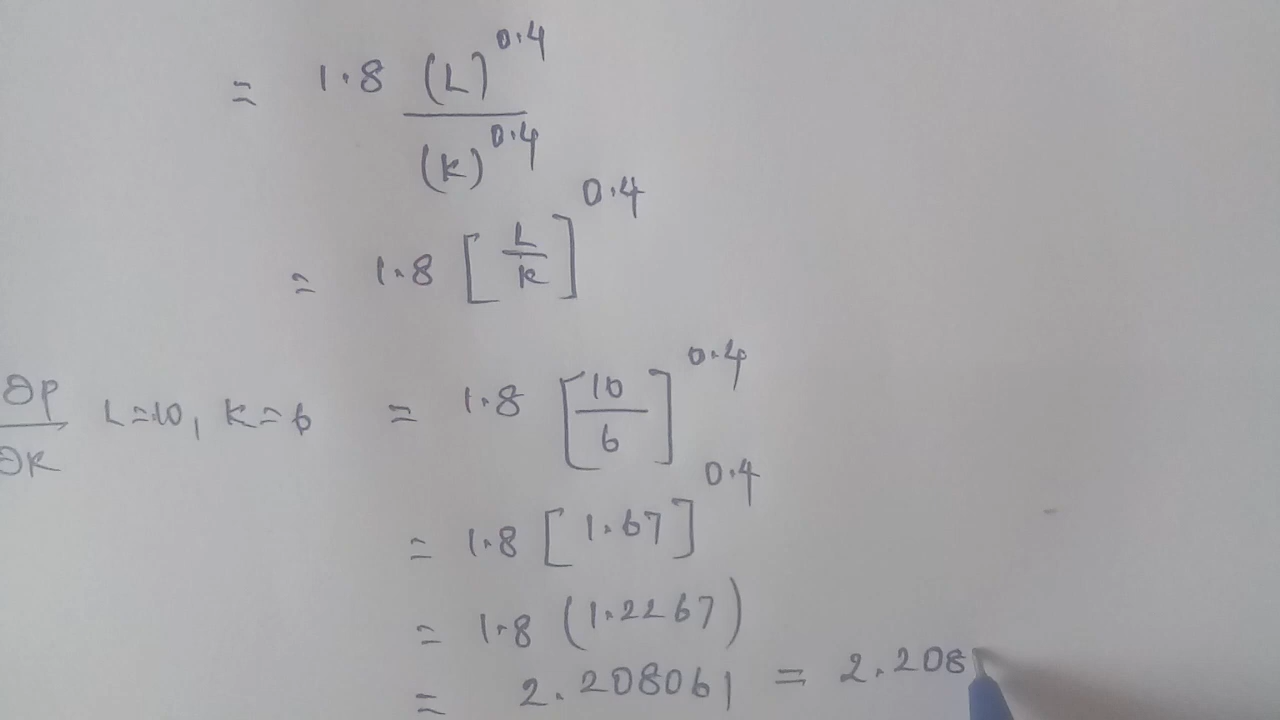 = 1.8 (L)^0.4 / (K)^0.4
= 1.8 [L/K]^0.4
∂P/∂K L=10, K=6 = 1.8 [10/6]^0.4
= 1.8 [1.67]^0.4
= 1.8 (1.2267)
= 2.208061 = 2.208